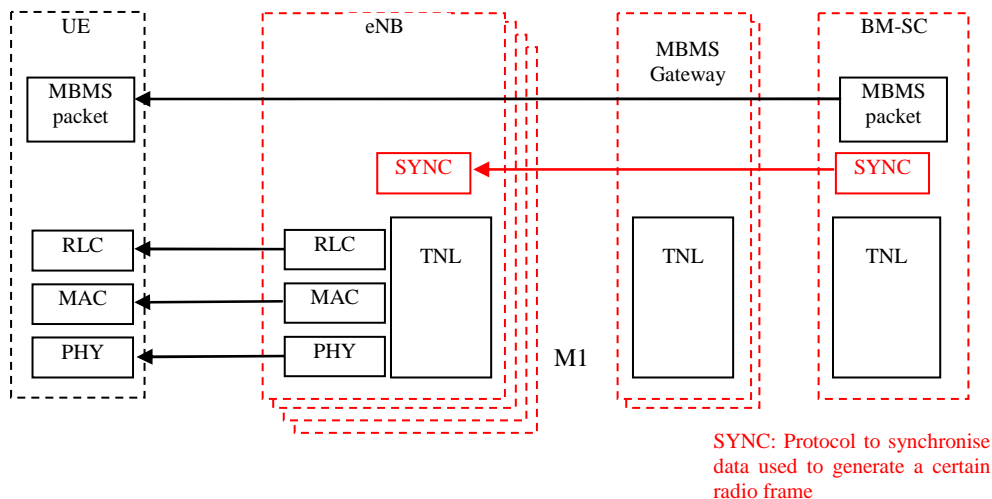 UE
eNB
MBMS
Gateway
BM-SC
MBMS
packet
MBMS
packet
SYNC
SYNC
RLC
RLC
TNL
TNL
TNL
MAC
MAC
PHY
PHY
M1
SYNC: Protocol to synchronise
data used to generate a certain
radio frame